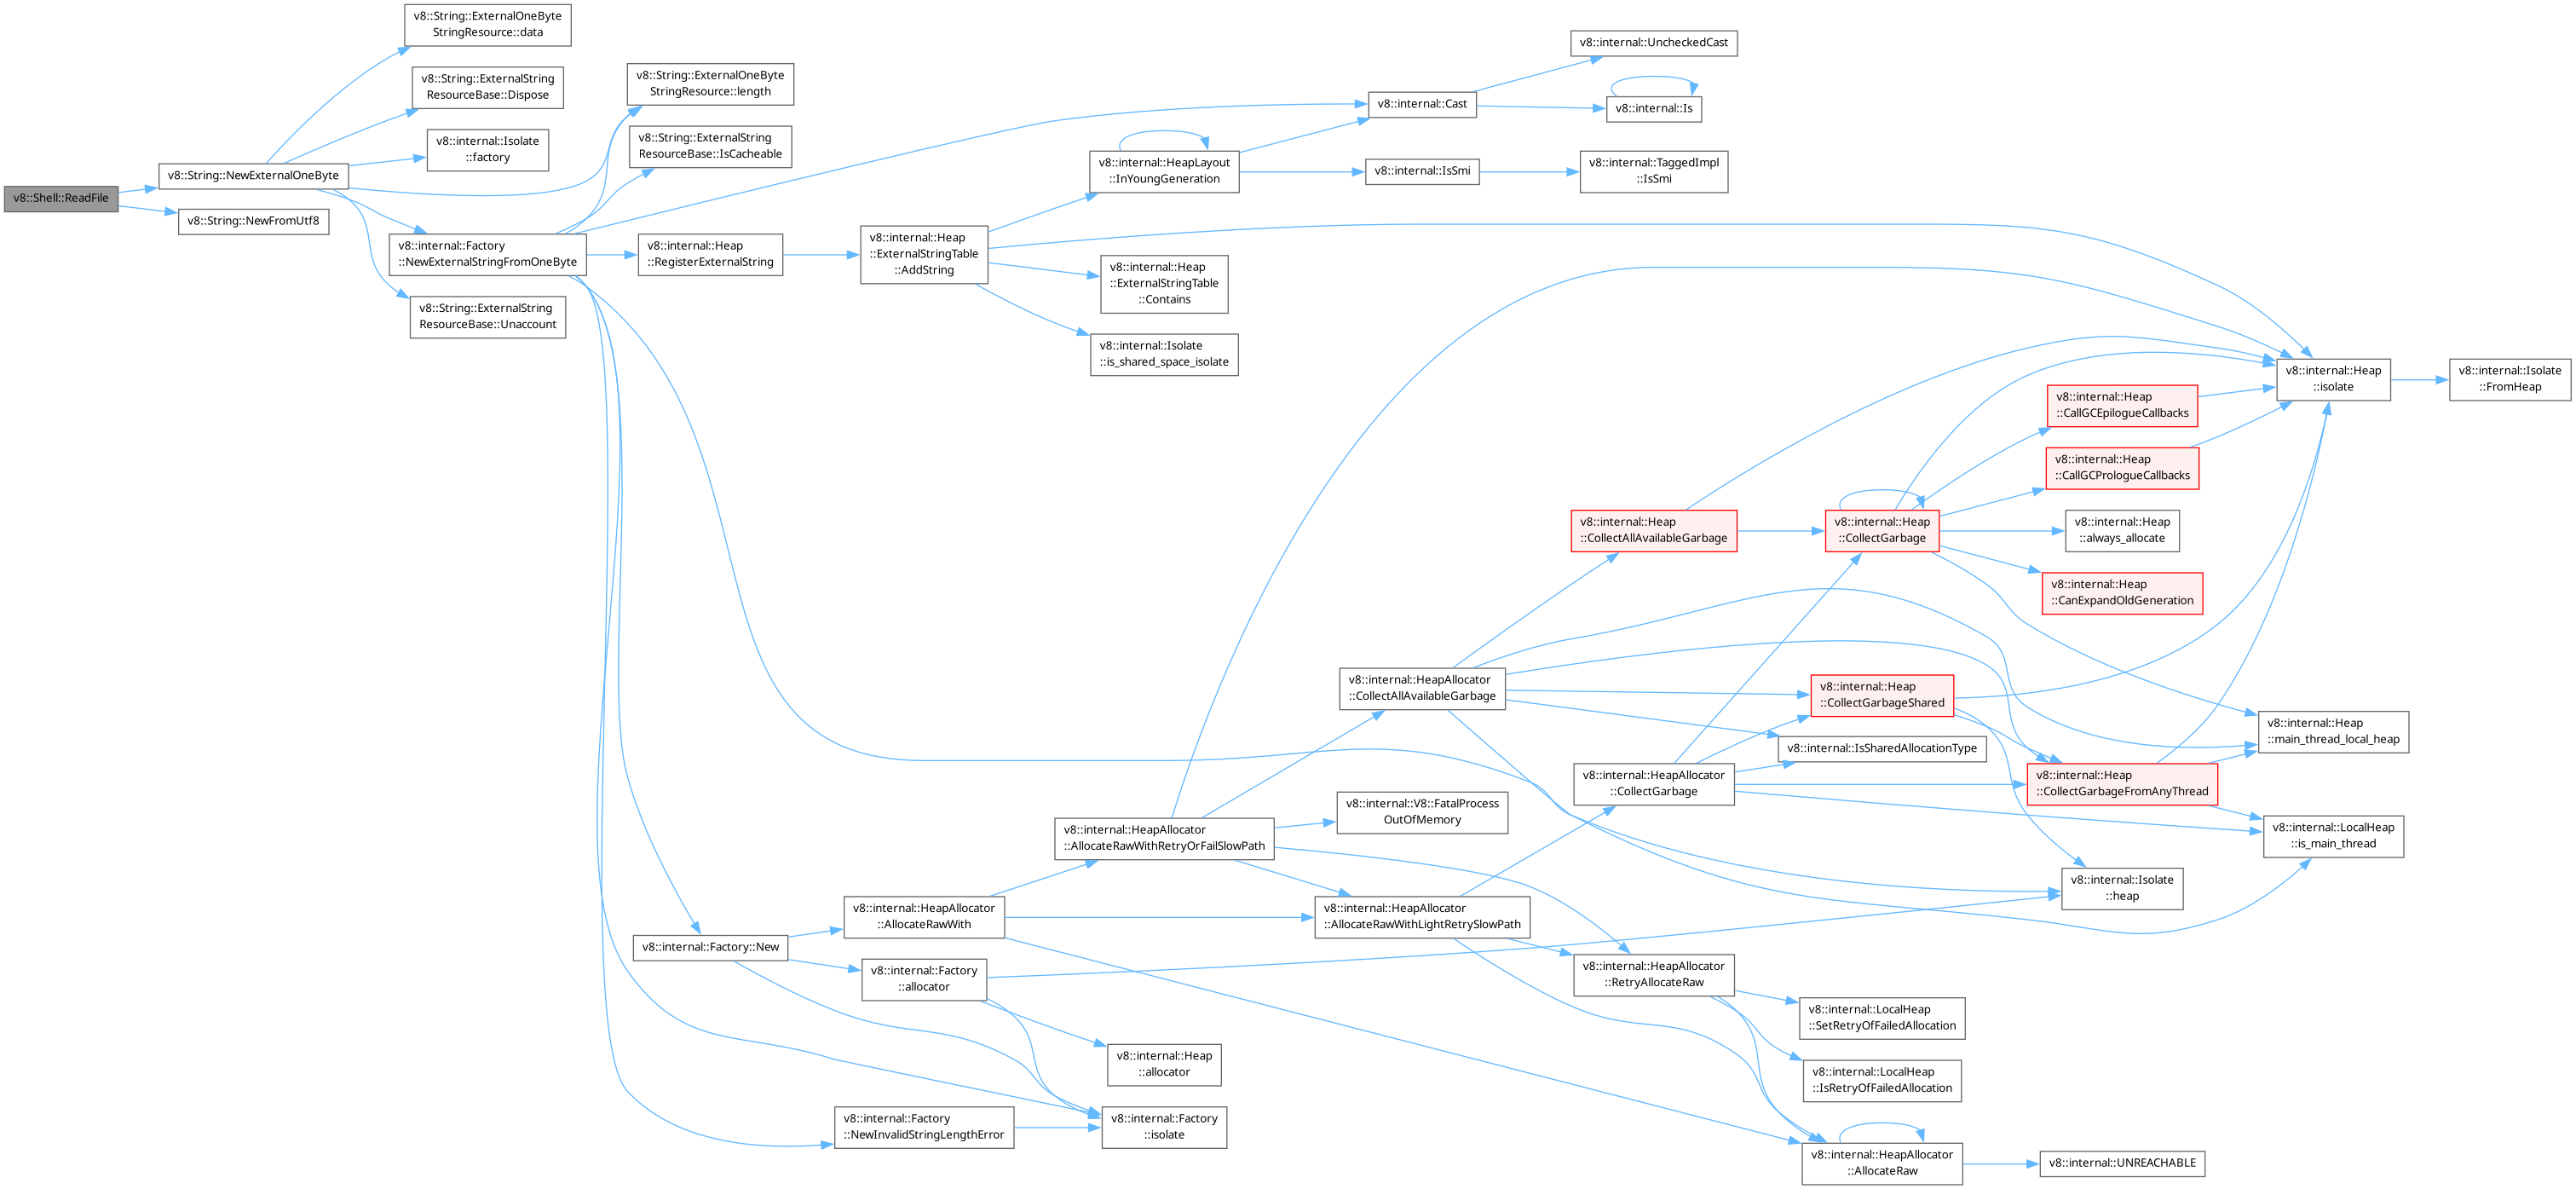 v8::Shell::ReadFile
v8::String::NewExternalOneByte
v8::String::NewFromUtf8
v8::String::ExternalOneByte
StringResource::data
v8::String::ExternalString
ResourceBase::Dispose
v8::internal::Isolate
::factory
v8::internal::Factory
::NewExternalStringFromOneByte
v8::String::ExternalString
ResourceBase::Unaccount
v8::String::ExternalOneByte
StringResource::length
v8::String::ExternalString
ResourceBase::IsCacheable
v8::internal::Heap
::RegisterExternalString
v8::internal::Factory::New
v8::internal::Heap
::ExternalStringTable
::AddString
v8::internal::HeapAllocator
::AllocateRawWith
v8::internal::Factory
::allocator
v8::internal::Factory
::NewInvalidStringLengthError
v8::internal::HeapLayout
::InYoungGeneration
v8::internal::Heap
::ExternalStringTable
::Contains
v8::internal::Isolate
::is_shared_space_isolate
v8::internal::HeapAllocator
::AllocateRawWithRetryOrFailSlowPath
v8::internal::Heap
::allocator
v8::internal::Factory
::isolate
v8::internal::Cast
v8::internal::IsSmi
v8::internal::HeapAllocator
::CollectAllAvailableGarbage
v8::internal::V8::FatalProcess
OutOfMemory
v8::internal::HeapAllocator
::AllocateRawWithLightRetrySlowPath
v8::internal::UncheckedCast
v8::internal::Is
v8::internal::TaggedImpl
::IsSmi
v8::internal::Heap
::CollectAllAvailableGarbage
v8::internal::HeapAllocator
::CollectGarbage
v8::internal::HeapAllocator
::RetryAllocateRaw
v8::internal::Heap
::CollectGarbage
v8::internal::Heap
::CollectGarbageShared
v8::internal::IsSharedAllocationType
v8::internal::LocalHeap
::SetRetryOfFailedAllocation
v8::internal::LocalHeap
::IsRetryOfFailedAllocation
v8::internal::HeapAllocator
::AllocateRaw
v8::internal::Heap
::CallGCEpilogueCallbacks
v8::internal::Heap
::CallGCPrologueCallbacks
v8::internal::Heap
::always_allocate
v8::internal::Heap
::CanExpandOldGeneration
v8::internal::Heap
::CollectGarbageFromAnyThread
v8::internal::Isolate
::heap
v8::internal::UNREACHABLE
v8::internal::Heap
::isolate
v8::internal::Heap
::main_thread_local_heap
v8::internal::LocalHeap
::is_main_thread
v8::internal::Isolate
::FromHeap